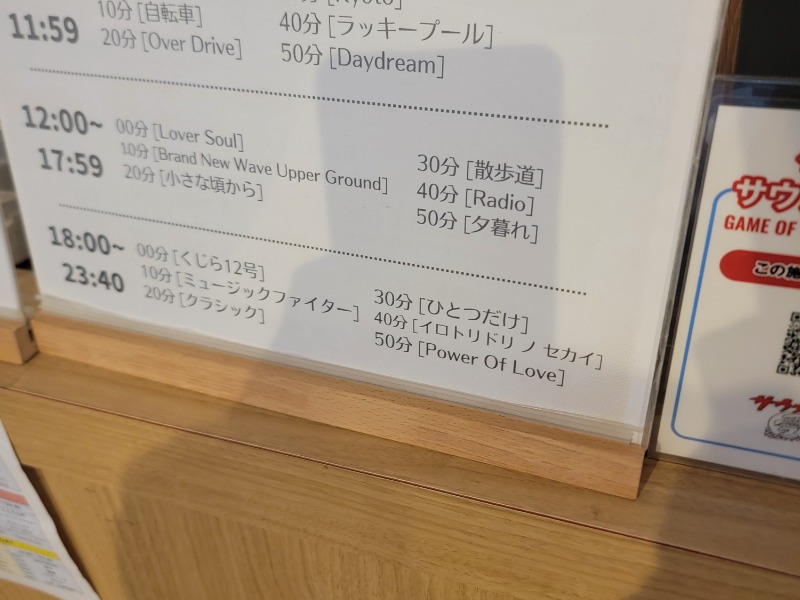 11:59
10分 [自転車]
20分 [Over Drive]
[Kyoto]
40分 [ラッキープール]
50分 [Daydream]
12:00~
17:59
00分 [Lover Soul]
10分 [Brand New Wave Upper Ground]
20分 [小さな頃から]
30分 [散歩道]
40分 [Radio]
50分 [夕暮れ]
18:00~
23:40
00分 [くじら12号]
10分 [ミュージックファイター]
20分 [クラシック]
30分 [ひとつだけ]
40分 [イロトリドリ ノ セカイ]
50分 [Power Of Love]
サウ
GAME OF
この施
サウ